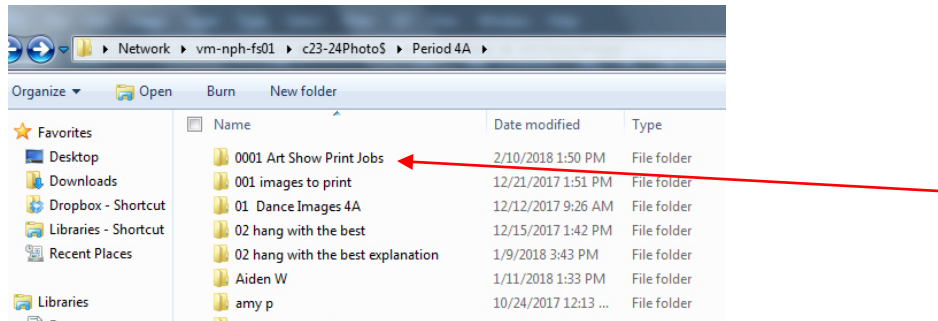 Network vm-nph-fs01 c23-24Photo$ Period 4A
Organize Open Burn New folder
Favorites
Desktop
Downloads
Dropbox - Shortcut
Libraries - Shortcut
Recent Places
Libraries
Name Date modified Type
0001 Art Show Print Jobs 2/10/2018 1:50 PM File folder
001 images to print 12/21/2017 1:51 PM File folder
01 Dance Images 4A 12/12/2017 9:26 AM File folder
02 hang with the best 12/15/2017 1:42 PM File folder
02 hang with the best explanation 1/9/2018 3:43 PM File folder
Aiden W 1/11/2018 1:33 PM File folder
amy p 10/24/2017 12:13 ... File folder